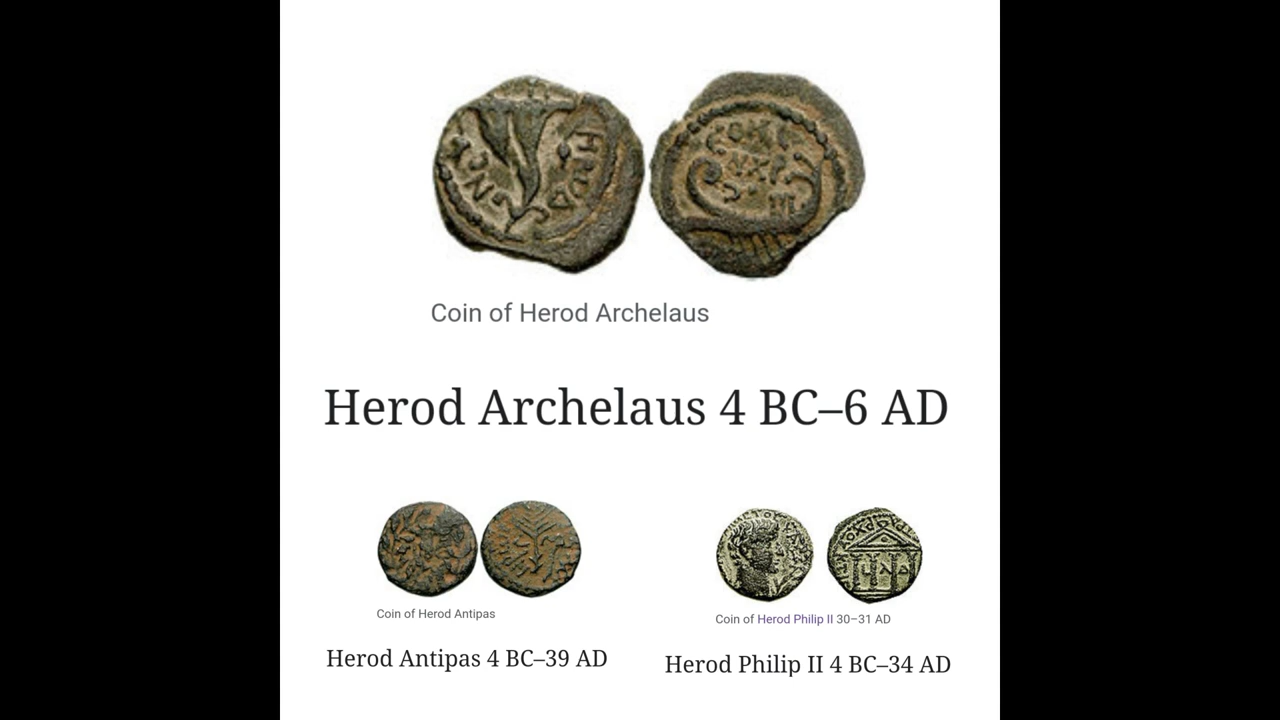 Coin of Herod Archelaus
Herod Archelaus 4 BC–6 AD
Coin of Herod Antipas
Coin of Herod Philip II 30–31 AD
Herod Antipas 4 BC–39 AD
Herod Philip II 4 BC–34 AD